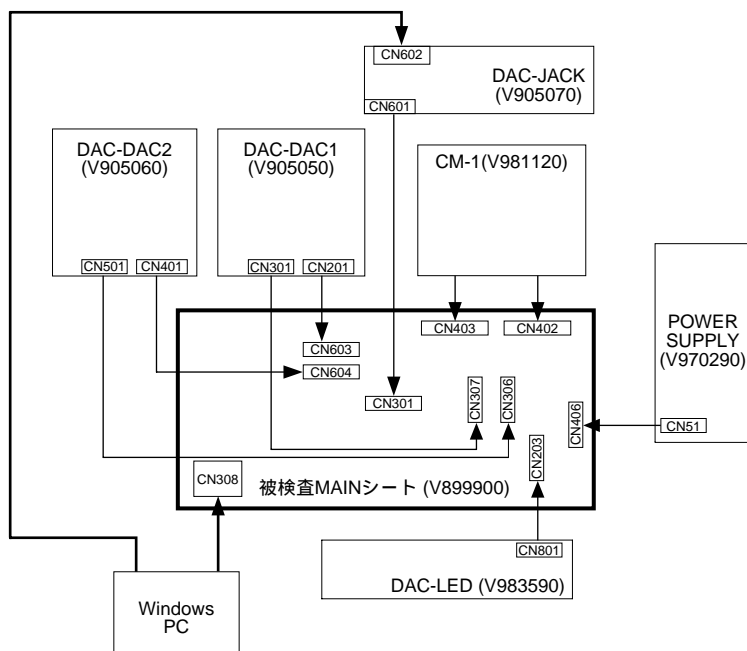 CN602
DAC-JACK
(V905070)
CN601
DAC-DAC2
(V905060)
CN501
CN401
DAC-DAC1
(V905050)
CN301
CN201
CM-1(V981120)
POWER
SUPPLY
(V970290)
CN51
CN403
CN402
CN603
CN604
CN301
CN307
CN306
CN406
CN203
CN308
被検査MAINシート (V899900)
CN801
DAC-LED (V983590)
Windows
PC